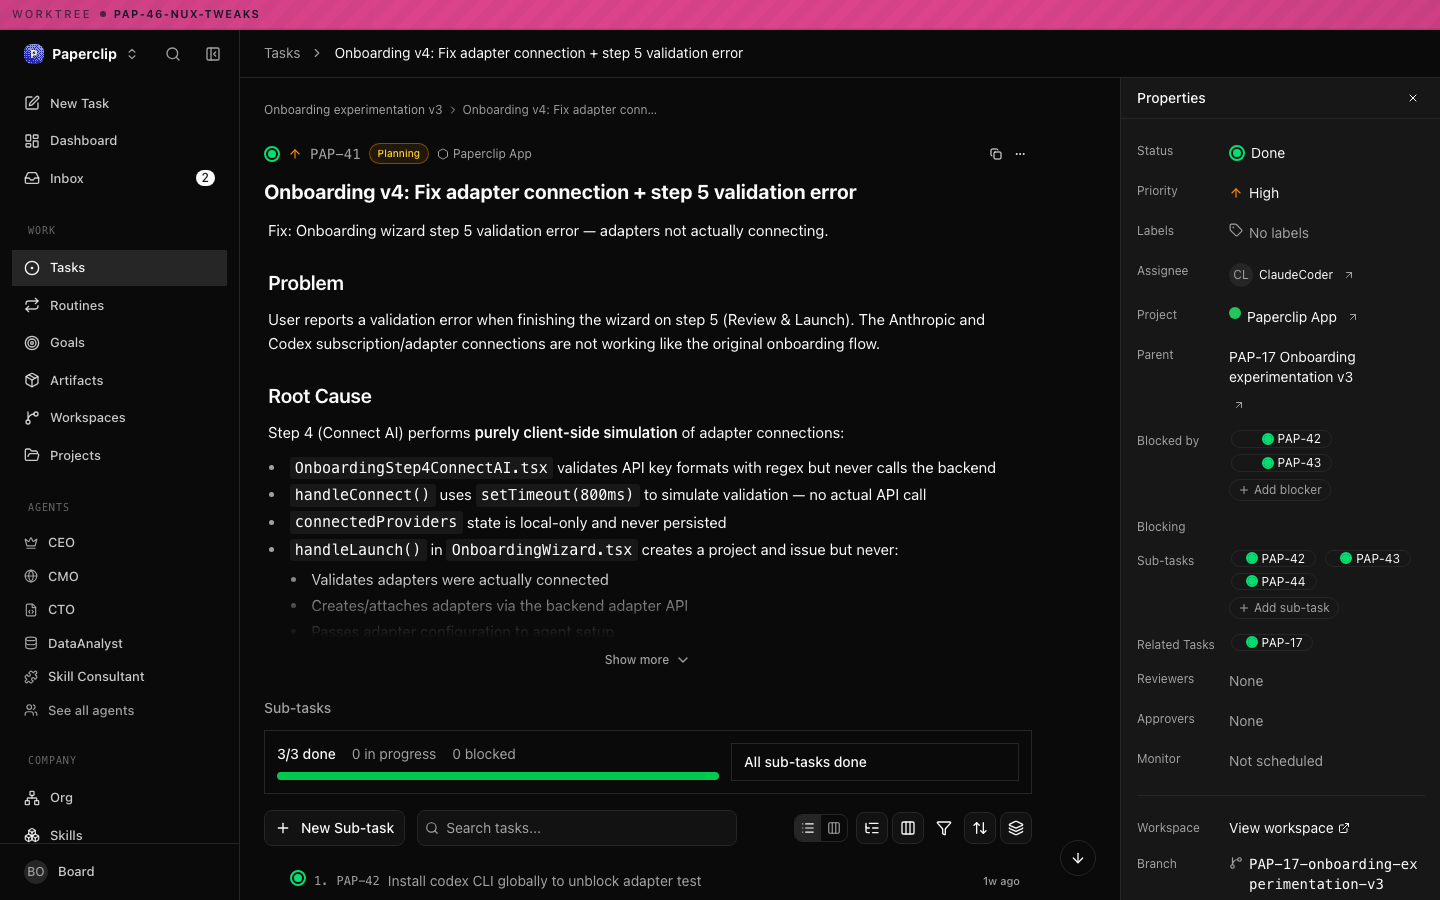 WORKTREE PAP-46-NUX-TWEAKS
P Paperclip
New Task
Dashboard
Inbox 2
WORK
Tasks
Routines
Goals
Artifacts
Workspaces
Projects
AGENTS
CEO
CMO
CTO
DataAnalyst
Skill Consultant
See all agents
COMPANY
Org
Skills
BO Board
Tasks > Onboarding v4: Fix adapter connection + step 5 validation error
Onboarding experimentation v3 > Onboarding v4: Fix adapter conn...
PAP-41 Planning Paperclip App
Onboarding v4: Fix adapter connection + step 5 validation error
Fix: Onboarding wizard step 5 validation error — adapters not actually connecting.
Problem
User reports a validation error when finishing the wizard on step 5 (Review & Launch). The Anthropic and
Codex subscription/adapter connections are not working like the original onboarding flow.
Root Cause
Step 4 (Connect AI) performs purely client-side simulation of adapter connections:
• OnboardingStep4ConnectAI.tsx validates API key formats with regex but never calls the backend
• handleConnect() uses setTimeout(800ms) to simulate validation — no actual API call
• connectedProviders state is local-only and never persisted
• handleLaunch() in OnboardingWizard.tsx creates a project and issue but never:
• Validates adapters were actually connected
• Creates/attaches adapters via the backend adapter API
• Passes adapter configuration to agent setup
Show more
Sub-tasks
3/3 done 0 in progress 0 blocked
All sub-tasks done
+ New Sub-task
Search tasks...
1. PAP-42 Install codex CLI globally to unblock adapter test 1w ago
Properties
Status Done
Priority High
Labels No labels
Assignee CL ClaudeCoder
Project Paperclip App
Parent PAP-17 Onboarding
experimentation v3
Blocked by PAP-42
PAP-43
+ Add blocker
Blocking
Sub-tasks PAP-42 PAP-43
PAP-44
+ Add sub-task
Related Tasks PAP-17
Reviewers None
Approvers None
Monitor Not scheduled
Workspace View workspace
Branch PAP-17-onboarding-ex
perimentation-v3